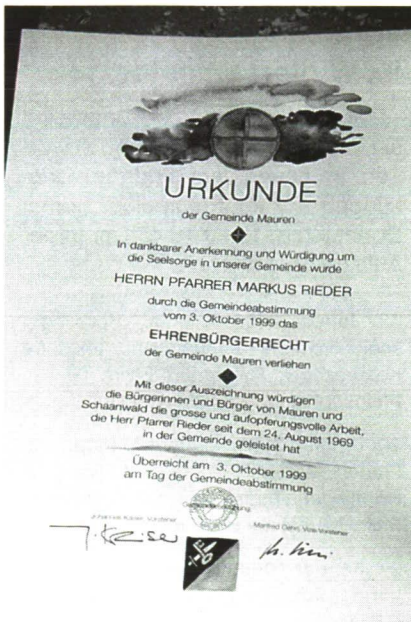 URKUNDE
der Gemeinde Mauren
In dankbarer Anerkennung und Würdigung um
die Seelsorge in unserer Gemeinde wurde
HERRN PFARRER MARKUS RIEDER
durch die Gemeindeabstimmung
vom 3. Oktober 1999 das
EHRENBÜRGERRECHT
der Gemeinde Mauren verliehen
Mit dieser Auszeichnung würdigen
die Bürgerinnen und Bürger von Mauren und
Schaanwald die grosse und aufopferungsvolle Arbeit,
die Herr Pfarrer Rieder seit dem 24. August 1969
in der Gemeinde geleistet hat
Überreicht am 3. Oktober 1999
am Tag der Gemeindeabstimmung
Johannes Kaiser, Vorsteher
J. Kaiser